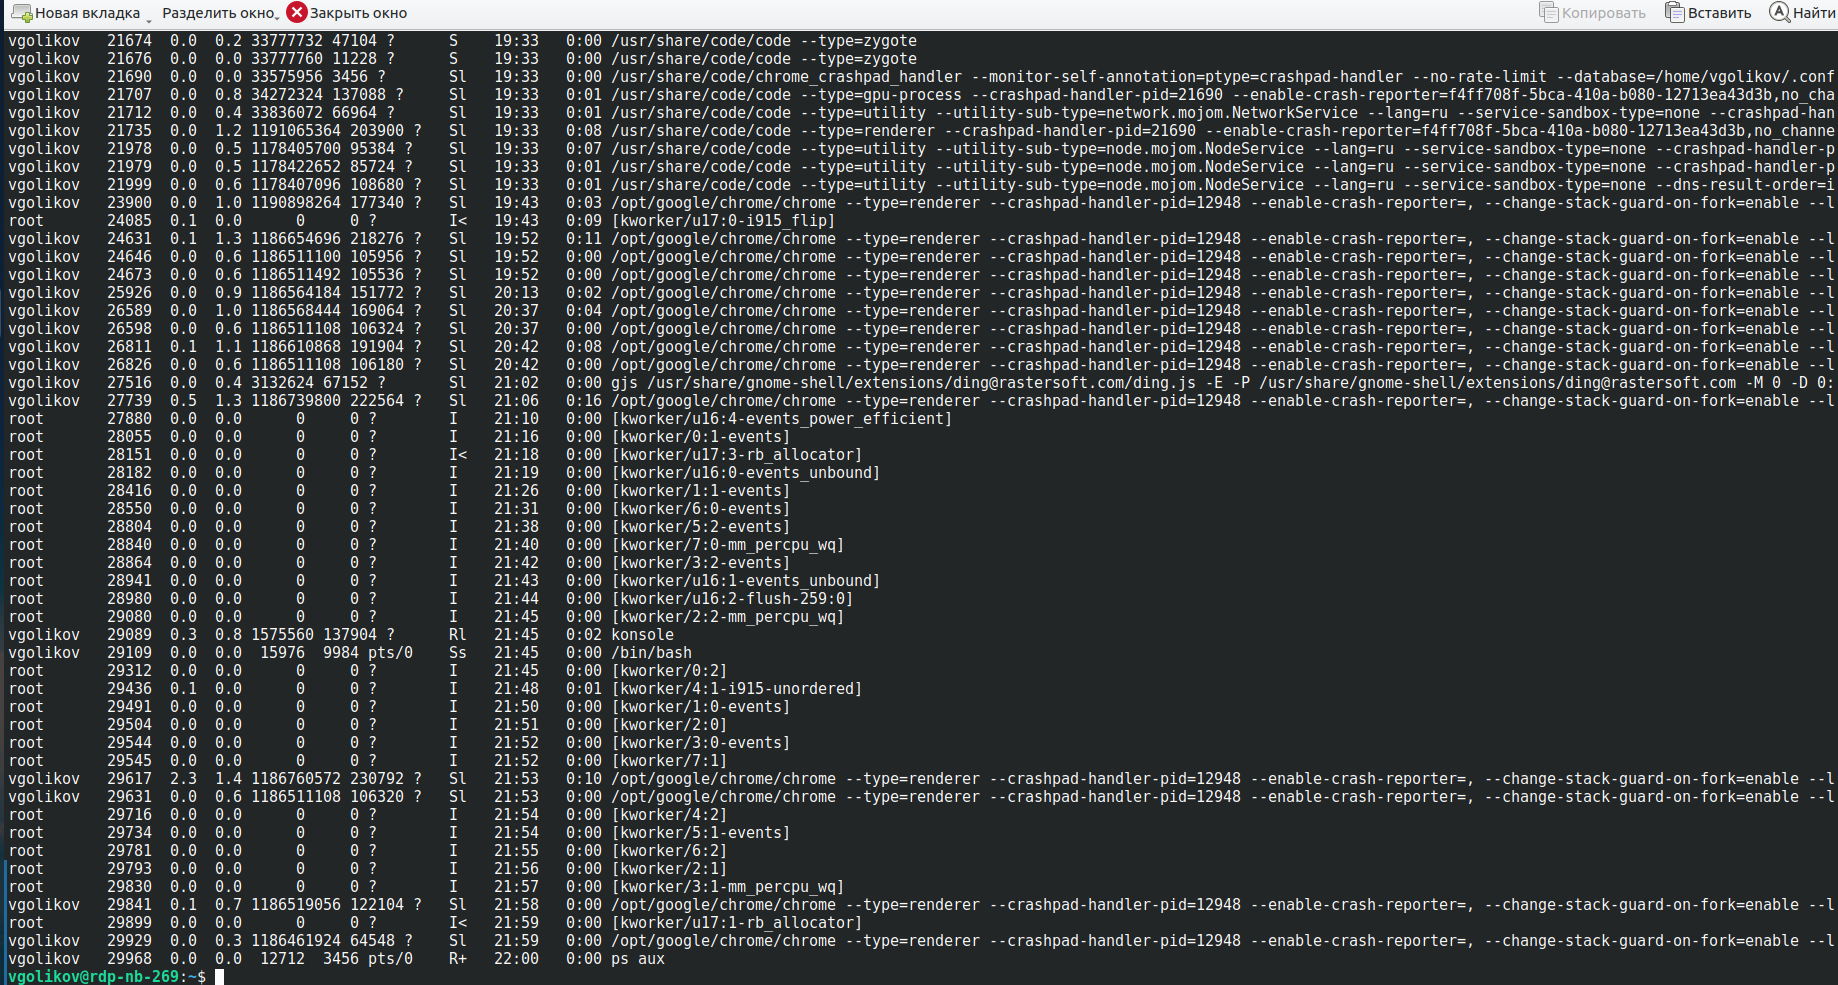 Новая вкладка Разделить окно Закрыть окно Копировать Вставить Найти
vgolikov 21674 0.0 0.2 33777732 47104 ? S 19:33 0:00 /usr/share/code/code --type=zygote
vgolikov 21676 0.0 0.0 33777760 11228 ? S 19:33 0:00 /usr/share/code/code --type=zygote
vgolikov 21690 0.0 0.0 33575956 3456 ? Sl 19:33 0:00 /usr/share/code/chrome_crashpad_handler --monitor-self-annotation=ptype=crashpad-handler --no-rate-limit --database=/home/vgolikov/.conf
vgolikov 21707 0.0 0.8 34272324 137088 ? Sl 19:33 0:01 /usr/share/code/code --type=gpu-process --crashpad-handler-pid=21690 --enable-crash-reporter=f4ff708f-5bca-410a-b080-12713ea43d3b,no_cha
vgolikov 21712 0.0 0.4 33836072 66964 ? Sl 19:33 0:01 /usr/share/code/code --type=utility --utility-sub-type=network.mojom.NetworkService --lang=ru --service-sandbox-type=none --crashpad-han
vgolikov 21735 0.0 1.2 1191065364 203900 ? Sl 19:33 0:08 /usr/share/code/code --type=renderer --crashpad-handler-pid=21690 --enable-crash-reporter=f4ff708f-5bca-410a-b080-12713ea43d3b,no_channe
vgolikov 21978 0.0 0.5 1178405700 95384 ? Sl 19:33 0:07 /usr/share/code/code --type=utility --utility-sub-type=node.mojom.NodeService --lang=ru --service-sandbox-type=none --crashpad-handler-p
vgolikov 21979 0.0 0.5 1178422652 85724 ? Sl 19:33 0:01 /usr/share/code/code --type=utility --utility-sub-type=node.mojom.NodeService --lang=ru --service-sandbox-type=none --crashpad-handler-p
vgolikov 21999 0.0 0.6 1178407096 108680 ? Sl 19:33 0:01 /usr/share/code/code --type=utility --utility-sub-type=node.mojom.NodeService --lang=ru --service-sandbox-type=none --dns-result-order=i
vgolikov 23900 0.0 1.0 1190898264 177340 ? Sl 19:43 0:03 /opt/google/chrome/chrome --type=renderer --crashpad-handler-pid=12948 --enable-crash-reporter=, --change-stack-guard-on-fork=enable --l
root 24085 0.1 0.0 0 0 ? I< 19:43 0:09 [kworker/u17:0-i915_flip]
vgolikov 24631 0.1 1.3 1186654696 218276 ? Sl 19:52 0:11 /opt/google/chrome/chrome --type=renderer --crashpad-handler-pid=12948 --enable-crash-reporter=, --change-stack-guard-on-fork=enable --l
vgolikov 24646 0.0 0.6 1186511100 105956 ? Sl 19:52 0:00 /opt/google/chrome/chrome --type=renderer --crashpad-handler-pid=12948 --enable-crash-reporter=, --change-stack-guard-on-fork=enable --l
vgolikov 24673 0.0 0.6 1186511492 105536 ? Sl 19:52 0:00 /opt/google/chrome/chrome --type=renderer --crashpad-handler-pid=12948 --enable-crash-reporter=, --change-stack-guard-on-fork=enable --l
vgolikov 25926 0.0 0.9 1186564184 151772 ? Sl 20:13 0:02 /opt/google/chrome/chrome --type=renderer --crashpad-handler-pid=12948 --enable-crash-reporter=, --change-stack-guard-on-fork=enable --l
vgolikov 26589 0.0 1.0 1186568444 169064 ? Sl 20:37 0:04 /opt/google/chrome/chrome --type=renderer --crashpad-handler-pid=12948 --enable-crash-reporter=, --change-stack-guard-on-fork=enable --l
vgolikov 26598 0.0 0.6 1186511108 106324 ? Sl 20:37 0:00 /opt/google/chrome/chrome --type=renderer --crashpad-handler-pid=12948 --enable-crash-reporter=, --change-stack-guard-on-fork=enable --l
vgolikov 26811 0.1 1.1 1186610868 191904 ? Sl 20:42 0:08 /opt/google/chrome/chrome --type=renderer --crashpad-handler-pid=12948 --enable-crash-reporter=, --change-stack-guard-on-fork=enable --l
vgolikov 26826 0.0 0.6 1186511108 106180 ? Sl 20:42 0:00 /opt/google/chrome/chrome --type=renderer --crashpad-handler-pid=12948 --enable-crash-reporter=, --change-stack-guard-on-fork=enable --l
vgolikov 27516 0.0 0.4 3132624 67152 ? Sl 21:02 0:00 gjs /usr/share/gnome-shell/extensions/ding@rastersoft.com/ding.js -E -P /usr/share/gnome-shell/extensions/ding@rastersoft.com -M 0 -D 0:
vgolikov 27739 0.5 1.3 1186739800 222564 ? Sl 21:06 0:16 /opt/google/chrome/chrome --type=renderer --crashpad-handler-pid=12948 --enable-crash-reporter=, --change-stack-guard-on-fork=enable --l
root 27880 0.0 0.0 0 0 ? I 21:10 0:00 [kworker/u16:4-events_power_efficient]
root 28055 0.0 0.0 0 0 ? I 21:16 0:00 [kworker/0:1-events]
root 28151 0.0 0.0 0 0 ? I< 21:18 0:00 [kworker/u17:3-rb_allocator]
root 28182 0.0 0.0 0 0 ? I 21:19 0:00 [kworker/u16:0-events_unbound]
root 28416 0.0 0.0 0 0 ? I 21:26 0:00 [kworker/1:1-events]
root 28550 0.0 0.0 0 0 ? I 21:31 0:00 [kworker/6:0-events]
root 28804 0.0 0.0 0 0 ? I 21:38 0:00 [kworker/5:2-events]
root 28840 0.0 0.0 0 0 ? I 21:40 0:00 [kworker/7:0-mm_percpu_wq]
root 28864 0.0 0.0 0 0 ? I 21:42 0:00 [kworker/3:2-events]
root 28941 0.0 0.0 0 0 ? I 21:43 0:00 [kworker/u16:1-events_unbound]
root 28980 0.0 0.0 0 0 ? I 21:44 0:00 [kworker/u16:2-flush-259:0]
root 29080 0.0 0.0 0 0 ? I 21:45 0:00 [kworker/2:2-mm_percpu_wq]
vgolikov 29089 0.3 0.8 1575560 137904 ? Rl 21:45 0:02 konsole
vgolikov 29109 0.0 0.0 15976 9984 pts/0 Ss 21:45 0:00 /bin/bash
root 29312 0.0 0.0 0 0 ? I 21:45 0:00 [kworker/0:2]
root 29436 0.1 0.0 0 0 ? I 21:48 0:01 [kworker/4:1-i915-unordered]
root 29491 0.0 0.0 0 0 ? I 21:50 0:00 [kworker/1:0-events]
root 29504 0.0 0.0 0 0 ? I 21:51 0:00 [kworker/2:0]
root 29544 0.0 0.0 0 0 ? I 21:52 0:00 [kworker/3:0-events]
root 29545 0.0 0.0 0 0 ? I 21:52 0:00 [kworker/7:1]
vgolikov 29617 2.3 1.4 1186760572 230792 ? Sl 21:53 0:10 /opt/google/chrome/chrome --type=renderer --crashpad-handler-pid=12948 --enable-crash-reporter=, --change-stack-guard-on-fork=enable --l
vgolikov 29631 0.0 0.6 1186511108 106320 ? Sl 21:53 0:00 /opt/google/chrome/chrome --type=renderer --crashpad-handler-pid=12948 --enable-crash-reporter=, --change-stack-guard-on-fork=enable --l
root 29716 0.0 0.0 0 0 ? I 21:54 0:00 [kworker/4:2]
root 29734 0.0 0.0 0 0 ? I 21:54 0:00 [kworker/5:1-events]
root 29781 0.0 0.0 0 0 ? I 21:55 0:00 [kworker/6:2]
root 29793 0.0 0.0 0 0 ? I 21:56 0:00 [kworker/2:1]
root 29830 0.0 0.0 0 0 ? I 21:57 0:00 [kworker/3:1-mm_percpu_wq]
vgolikov 29841 0.1 0.7 1186519056 122104 ? Sl 21:58 0:00 /opt/google/chrome/chrome --type=renderer --crashpad-handler-pid=12948 --enable-crash-reporter=, --change-stack-guard-on-fork=enable --l
root 29899 0.0 0.0 0 0 ? I< 21:59 0:00 [kworker/u17:1-rb_allocator]
vgolikov 29929 0.0 0.3 1186461924 64548 ? Sl 21:59 0:00 /opt/google/chrome/chrome --type=renderer --crashpad-handler-pid=12948 --enable-crash-reporter=, --change-stack-guard-on-fork=enable --l
vgolikov 29968 0.0 0.0 12712 3456 pts/0 R+ 22:00 0:00 ps aux
vgolikov@rdp-nb-269:~$